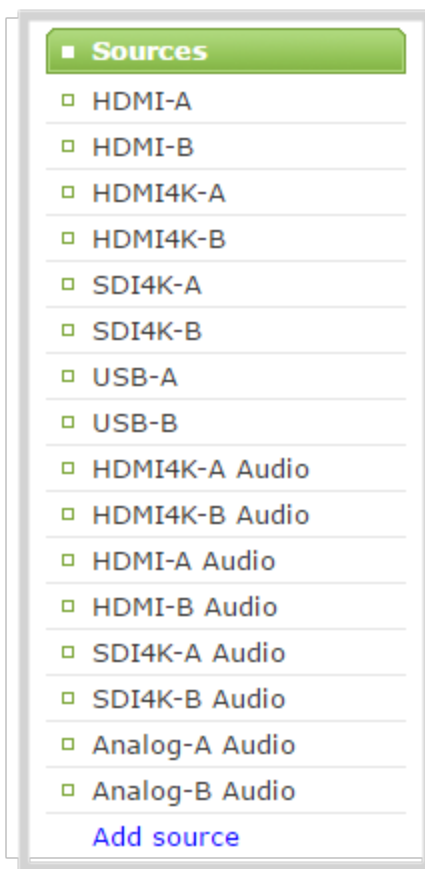 Sources
HDMI-A
HDMI-B
HDMI4K-A
HDMI4K-B
SDI4K-A
SDI4K-B
USB-A
USB-B
HDMI4K-A Audio
HDMI4K-B Audio
HDMI-A Audio
HDMI-B Audio
SDI4K-A Audio
SDI4K-B Audio
Analog-A Audio
Analog-B Audio
Add source